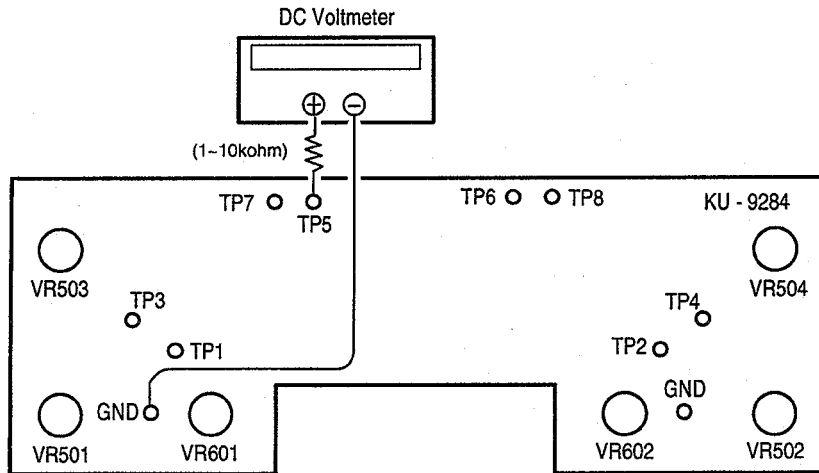 DC Voltmeter
+ −
(1~10kohm)
TP7
TP5
TP6
TP8
KU - 9284
VR503
VR504
TP3
TP4
TP1
TP2
GND
GND
VR501
VR601
VR602
VR502